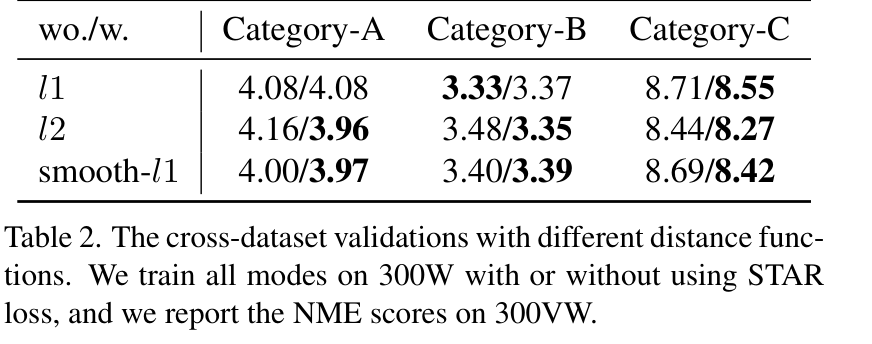 wo./w. Category-A Category-B Category-C
l1 4.08/4.08 3.33/3.37 8.71/8.55
l2 4.16/3.96 3.48/3.35 8.44/8.27
smooth-l1 4.00/3.97 3.40/3.39 8.69/8.42
Table 2. The cross-dataset validations with different distance func-
tions. We train all modes on 300W with or without using STAR
loss, and we report the NME scores on 300VW.